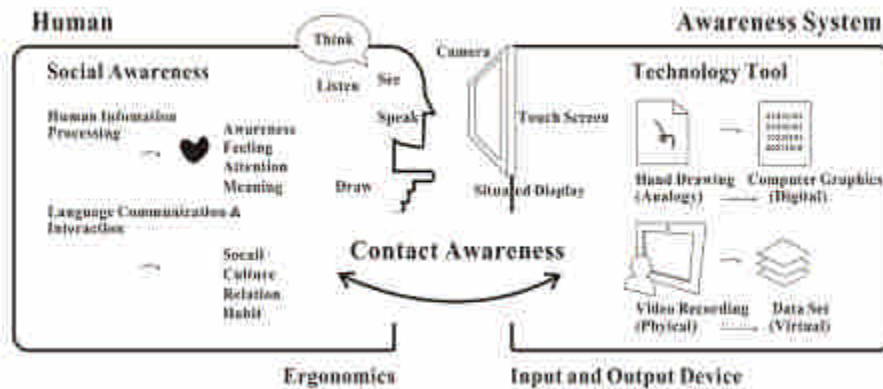 Human
Awareness System
Think
Camera
Social Awareness
Listen
See
Technology Tool
Human Infomation
Processing
Speak
Touch Screen
Awareness
Feeling
Attention
Meaning
Draw
Situated Display
Hand Drawing
(Analogy)
Computer Graphics
(Digital)
Language Communication &
Interaction
Contact Awareness
Socail
Culture
Relation
Habit
Video Recording
(Phyical)
Data Set
(Virtual)
Ergonomics
Input and Output Device